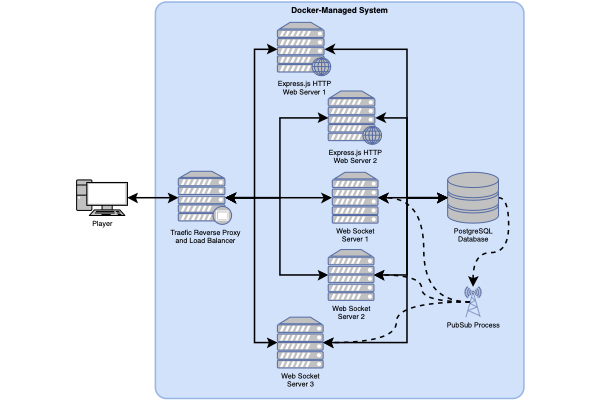 Docker-Managed System
Express.js HTTP
Web Server 1
Express.js HTTP
Web Server 2
Player
Traefic Reverse Proxy
and Load Balancer
Web Socket
Server 1
PostgreSQL
Database
Web Socket
Server 2
PubSub Process
Web Socket
Server 3